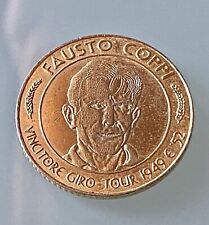 FAUSTO COPPI
VINCITORE GIRO-TOUR 1949 E 52